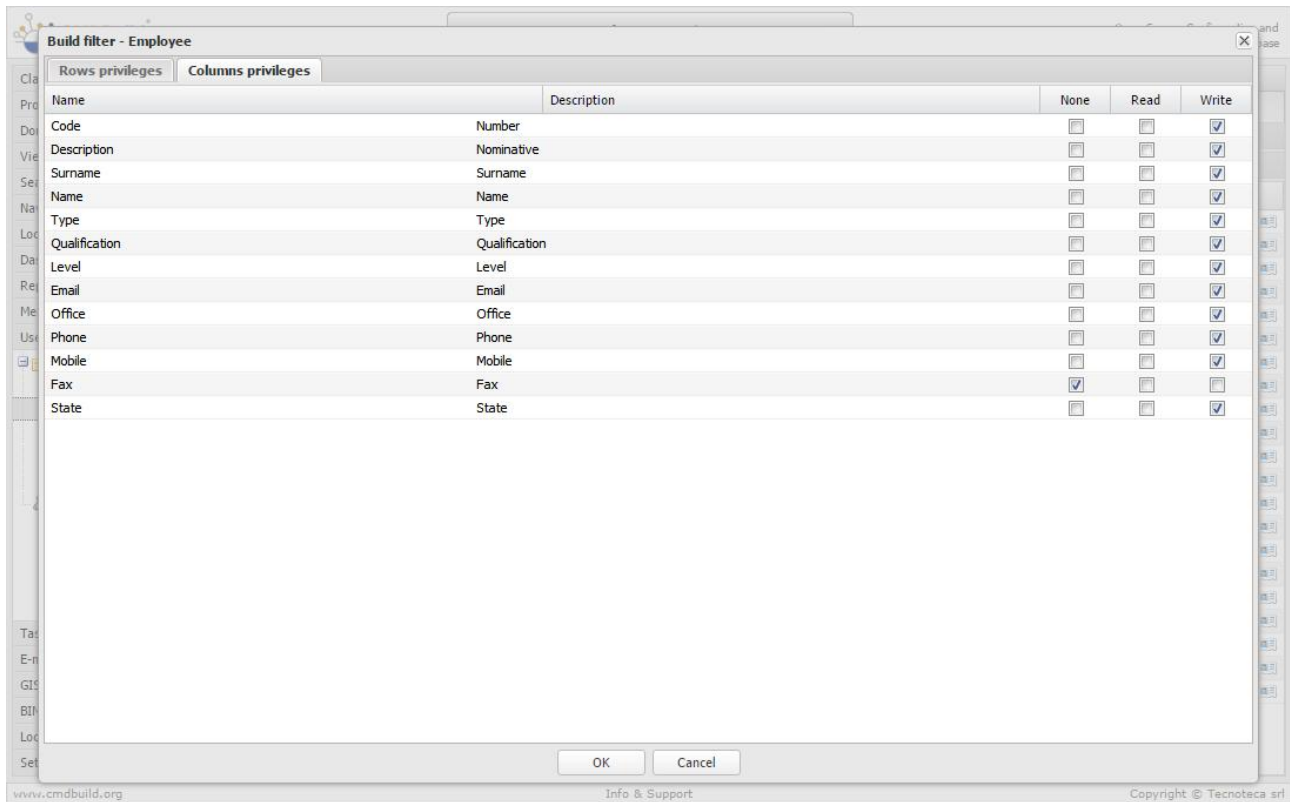 Build filter - Employee
Rows privileges Columns privileges
Name Description None Read Write
Code Number
Description Nominative
Surname Surname
Name Name
Type Type
Qualification Qualification
Level Level
Email Email
Office Office
Phone Phone
Mobile Mobile
Fax Fax
State State
OK Cancel
www.cmdbuild.org Info & Support Copyright © Tecnoteca srl